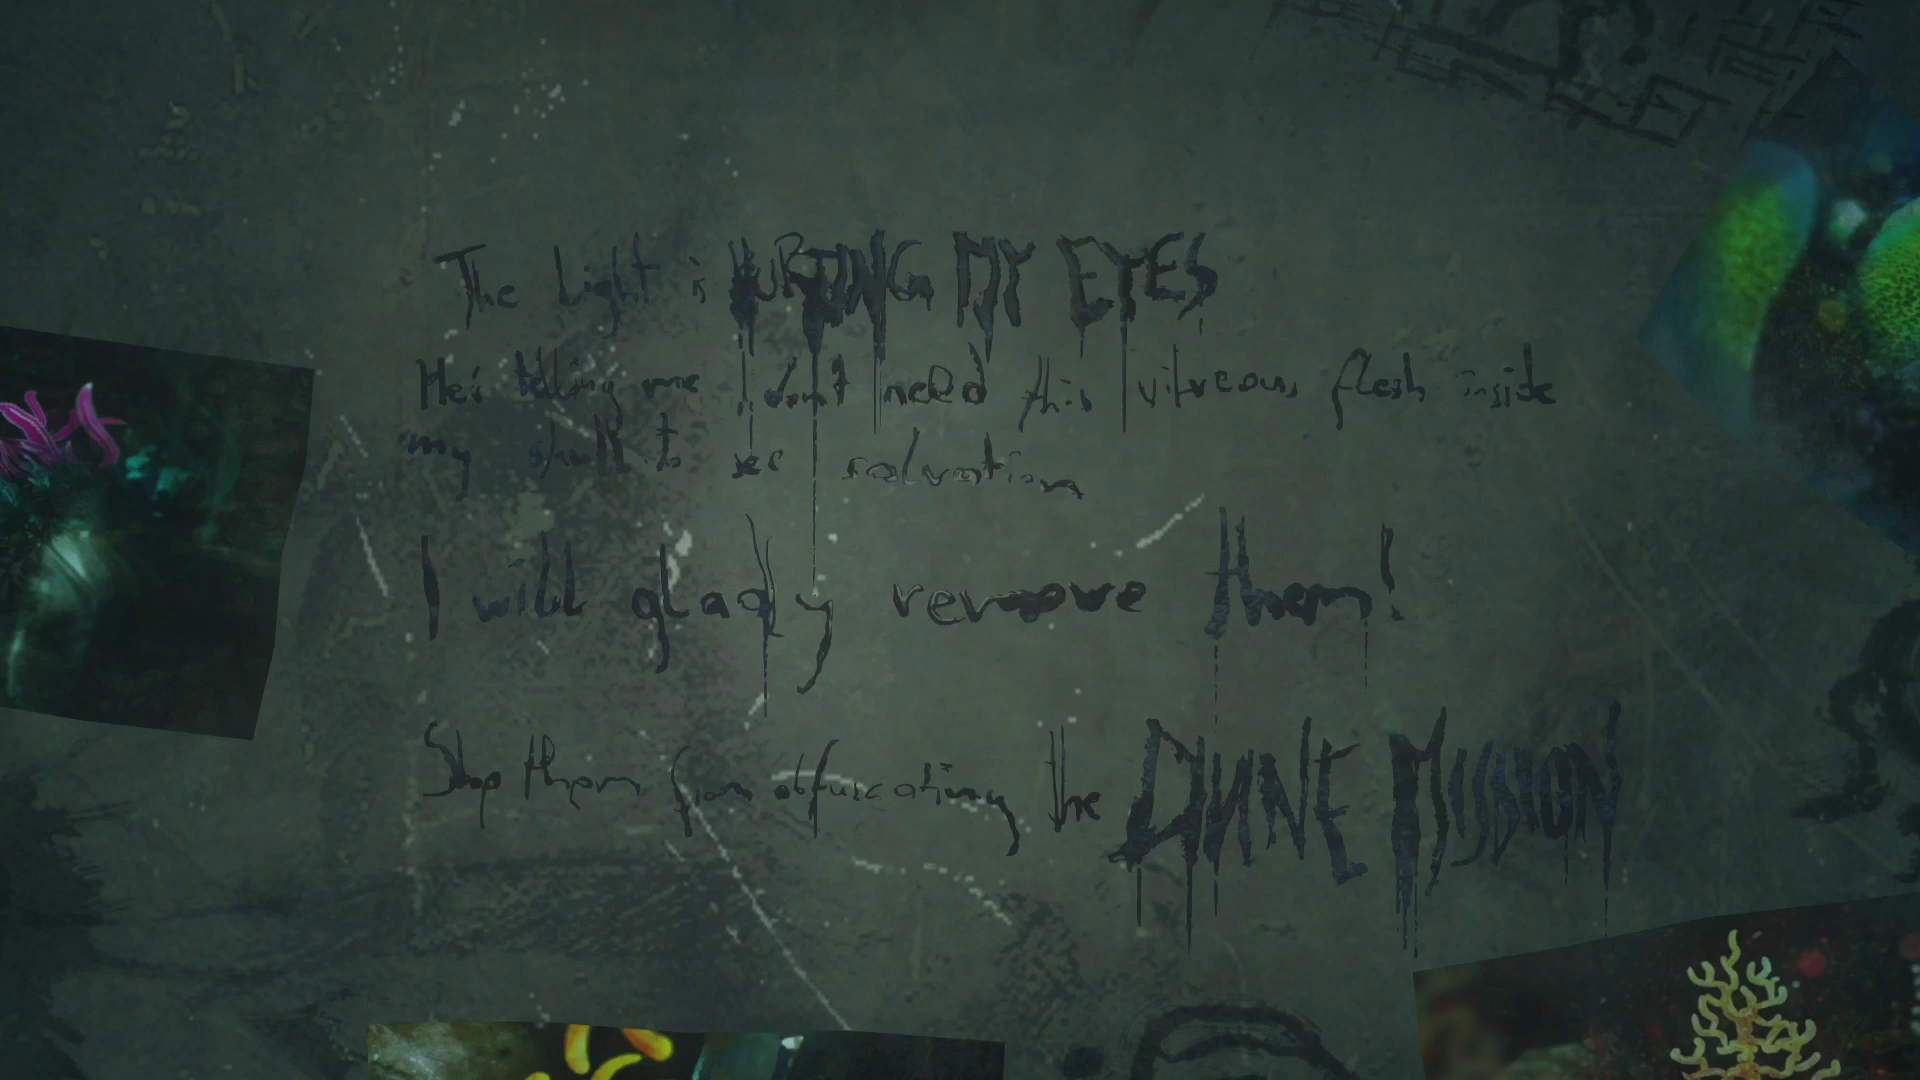 The Light is HURTING MY EYES
He's telling me I don't need this vitreous flesh inside
my skull to see salvation
I will gladly remove them!
Stop them from obfuscating the DIVINE MISSION